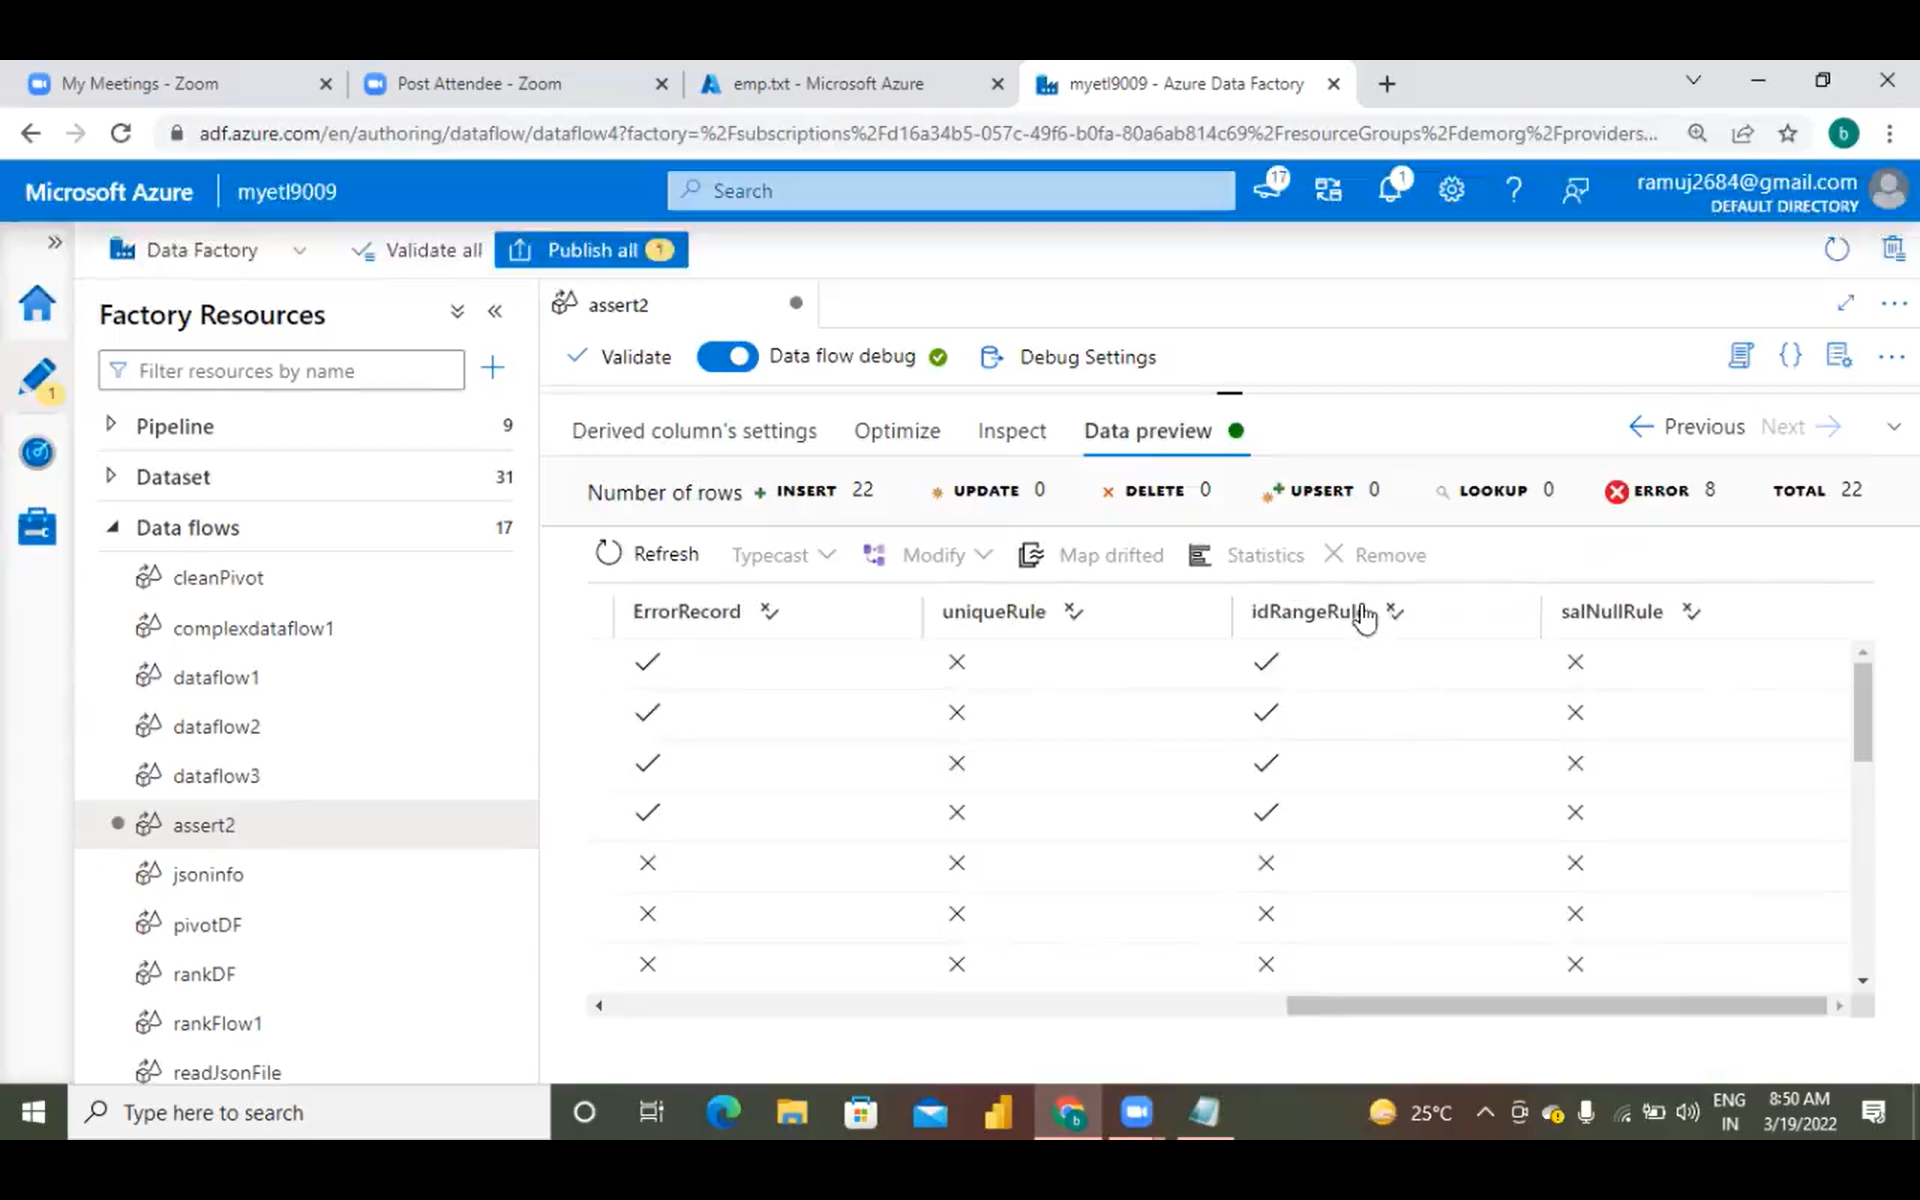 My Meetings - Zoom
Post Attendee - Zoom
emp.txt - Microsoft Azure
myetl9009 - Azure Data Factory
adf.azure.com/en/authoring/dataflow/dataflow4?factory=%2Fsubscriptions%2Fd16a34b5-057c-49f6-b0fa-80a6ab814c69%2FresourceGroups%2Fdemorg%2Fproviders...
b
Microsoft Azure
myetl9009
Search
17
1
ramuj2684@gmail.com
DEFAULT DIRECTORY
Data Factory
Validate all
Publish all
1
Factory Resources
assert2
Filter resources by name
1
Validate
Data flow debug
Debug Settings
Pipeline 9
Dataset 31
Data flows 17
cleanPivot
complexdataflow1
dataflow1
dataflow2
dataflow3
assert2
jsoninfo
pivotDF
rankDF
rankFlow1
readJsonFile
Derived column's settings
Optimize
Inspect
Data preview
Previous
Next
Number of rows
INSERT 22
UPDATE 0
DELETE 0
UPSERT 0
LOOKUP 0
ERROR 8
TOTAL 22
Refresh
Typecast
Modify
Map drifted
Statistics
Remove
ErrorRecord
uniqueRule
idRangeRule
salNullRule
Type here to search
25°C
ENG
IN
8:50 AM
3/19/2022